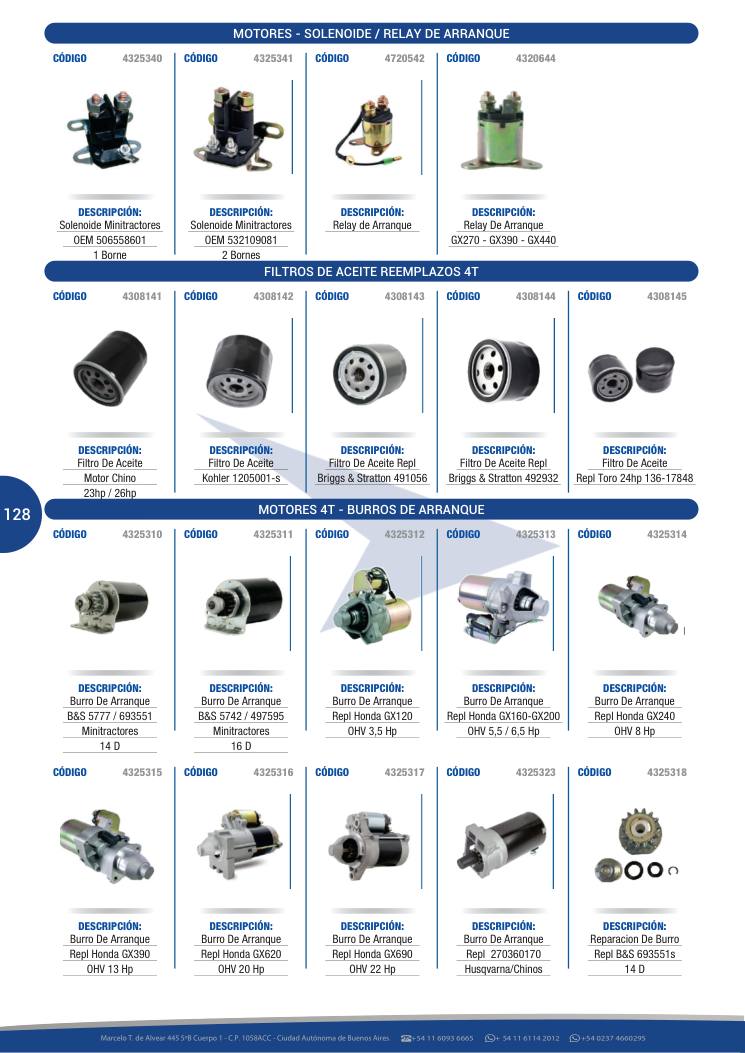 MOTORES - SOLENOIDE / RELAY DE ARRANQUE
CÓDIGO 4325340
DESCRIPCIÓN:
Solenoide Minitractores
OEM 506558601
1 Borne
CÓDIGO 4325341
DESCRIPCIÓN:
Solenoide Minitractores
OEM 532109081
2 Bornes
CÓDIGO 4720542
DESCRIPCIÓN:
Relay de Arranque
CÓDIGO 4320644
DESCRIPCIÓN:
Relay De Arranque
GX270 - GX390 - GX440
FILTROS DE ACEITE REEMPLAZOS 4T
CÓDIGO 4308141
DESCRIPCIÓN:
Filtro De Aceite
Motor Chino
23hp / 26hp
CÓDIGO 4308142
DESCRIPCIÓN:
Filtro De Aceite
Kohler 1205001-s
CÓDIGO 4308143
DESCRIPCIÓN:
Filtro De Aceite Repl
Briggs & Stratton 491056
CÓDIGO 4308144
DESCRIPCIÓN:
Filtro De Aceite Repl
Briggs & Stratton 492932
CÓDIGO 4308145
DESCRIPCIÓN:
Filtro De Aceite
Repl Toro 24hp 136-17848
128
MOTORES 4T - BURROS DE ARRANQUE
CÓDIGO 4325310
DESCRIPCIÓN:
Burro De Arranque
B&S 5777 / 693551
Minitractores
14 D
CÓDIGO 4325311
DESCRIPCIÓN:
Burro De Arranque
B&S 5742 / 497595
Minitractores
16 D
CÓDIGO 4325312
DESCRIPCIÓN:
Burro De Arranque
Repl Honda GX120
OHV 3,5 Hp
CÓDIGO 4325313
DESCRIPCIÓN:
Burro De Arranque
Repl Honda GX160-GX200
OHV 5,5 / 6,5 Hp
CÓDIGO 4325314
DESCRIPCIÓN:
Burro De Arranque
Repl Honda GX240
OHV 8 Hp
CÓDIGO 4325315
DESCRIPCIÓN:
Burro De Arranque
Repl Honda GX390
OHV 13 Hp
CÓDIGO 4325316
DESCRIPCIÓN:
Burro De Arranque
Repl Honda GX620
OHV 20 Hp
CÓDIGO 4325317
DESCRIPCIÓN:
Burro De Arranque
Repl Honda GX690
OHV 22 Hp
CÓDIGO 4325323
DESCRIPCIÓN:
Burro De Arranque
Repl 270360170
Husqvarna/Chinos
CÓDIGO 4325318
DESCRIPCIÓN:
Reparacion De Burro
Repl B&S 693551s
14 D
Marcelo T. de Alvear 445 5ºB Cuerpo 1 - C.P. 1058ACC - Ciudad Autónoma de Buenos Aires +54 11 6093 6665 + 54 11 6114 2012 +54 0237 4660295